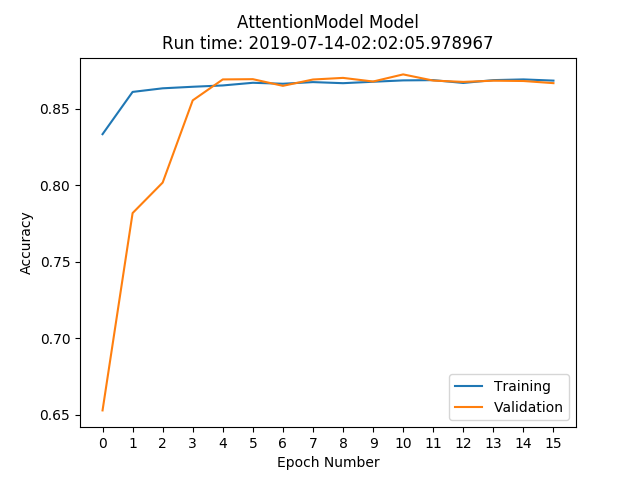 AttentionModel Model
Run time: 2019-07-14-02:02:05.978967
Accuracy
0.85
0.80
0.75
0.70
0.65
Training
Validation
0 1 2 3 4 5 6 7 8 9 10 11 12 13 14 15
Epoch Number